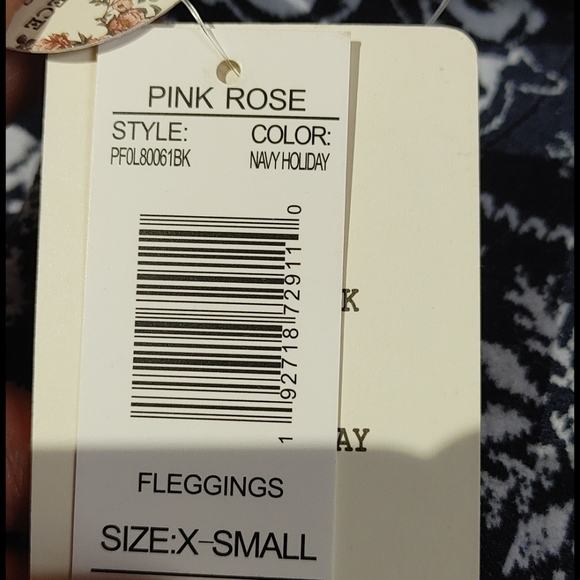 PINK ROSE
STYLE: COLOR:
PF0L80061BK NAVY HOLIDAY
1 92718 72911 0
K
AY
FLEGGINGS
SIZE:X-SMALL